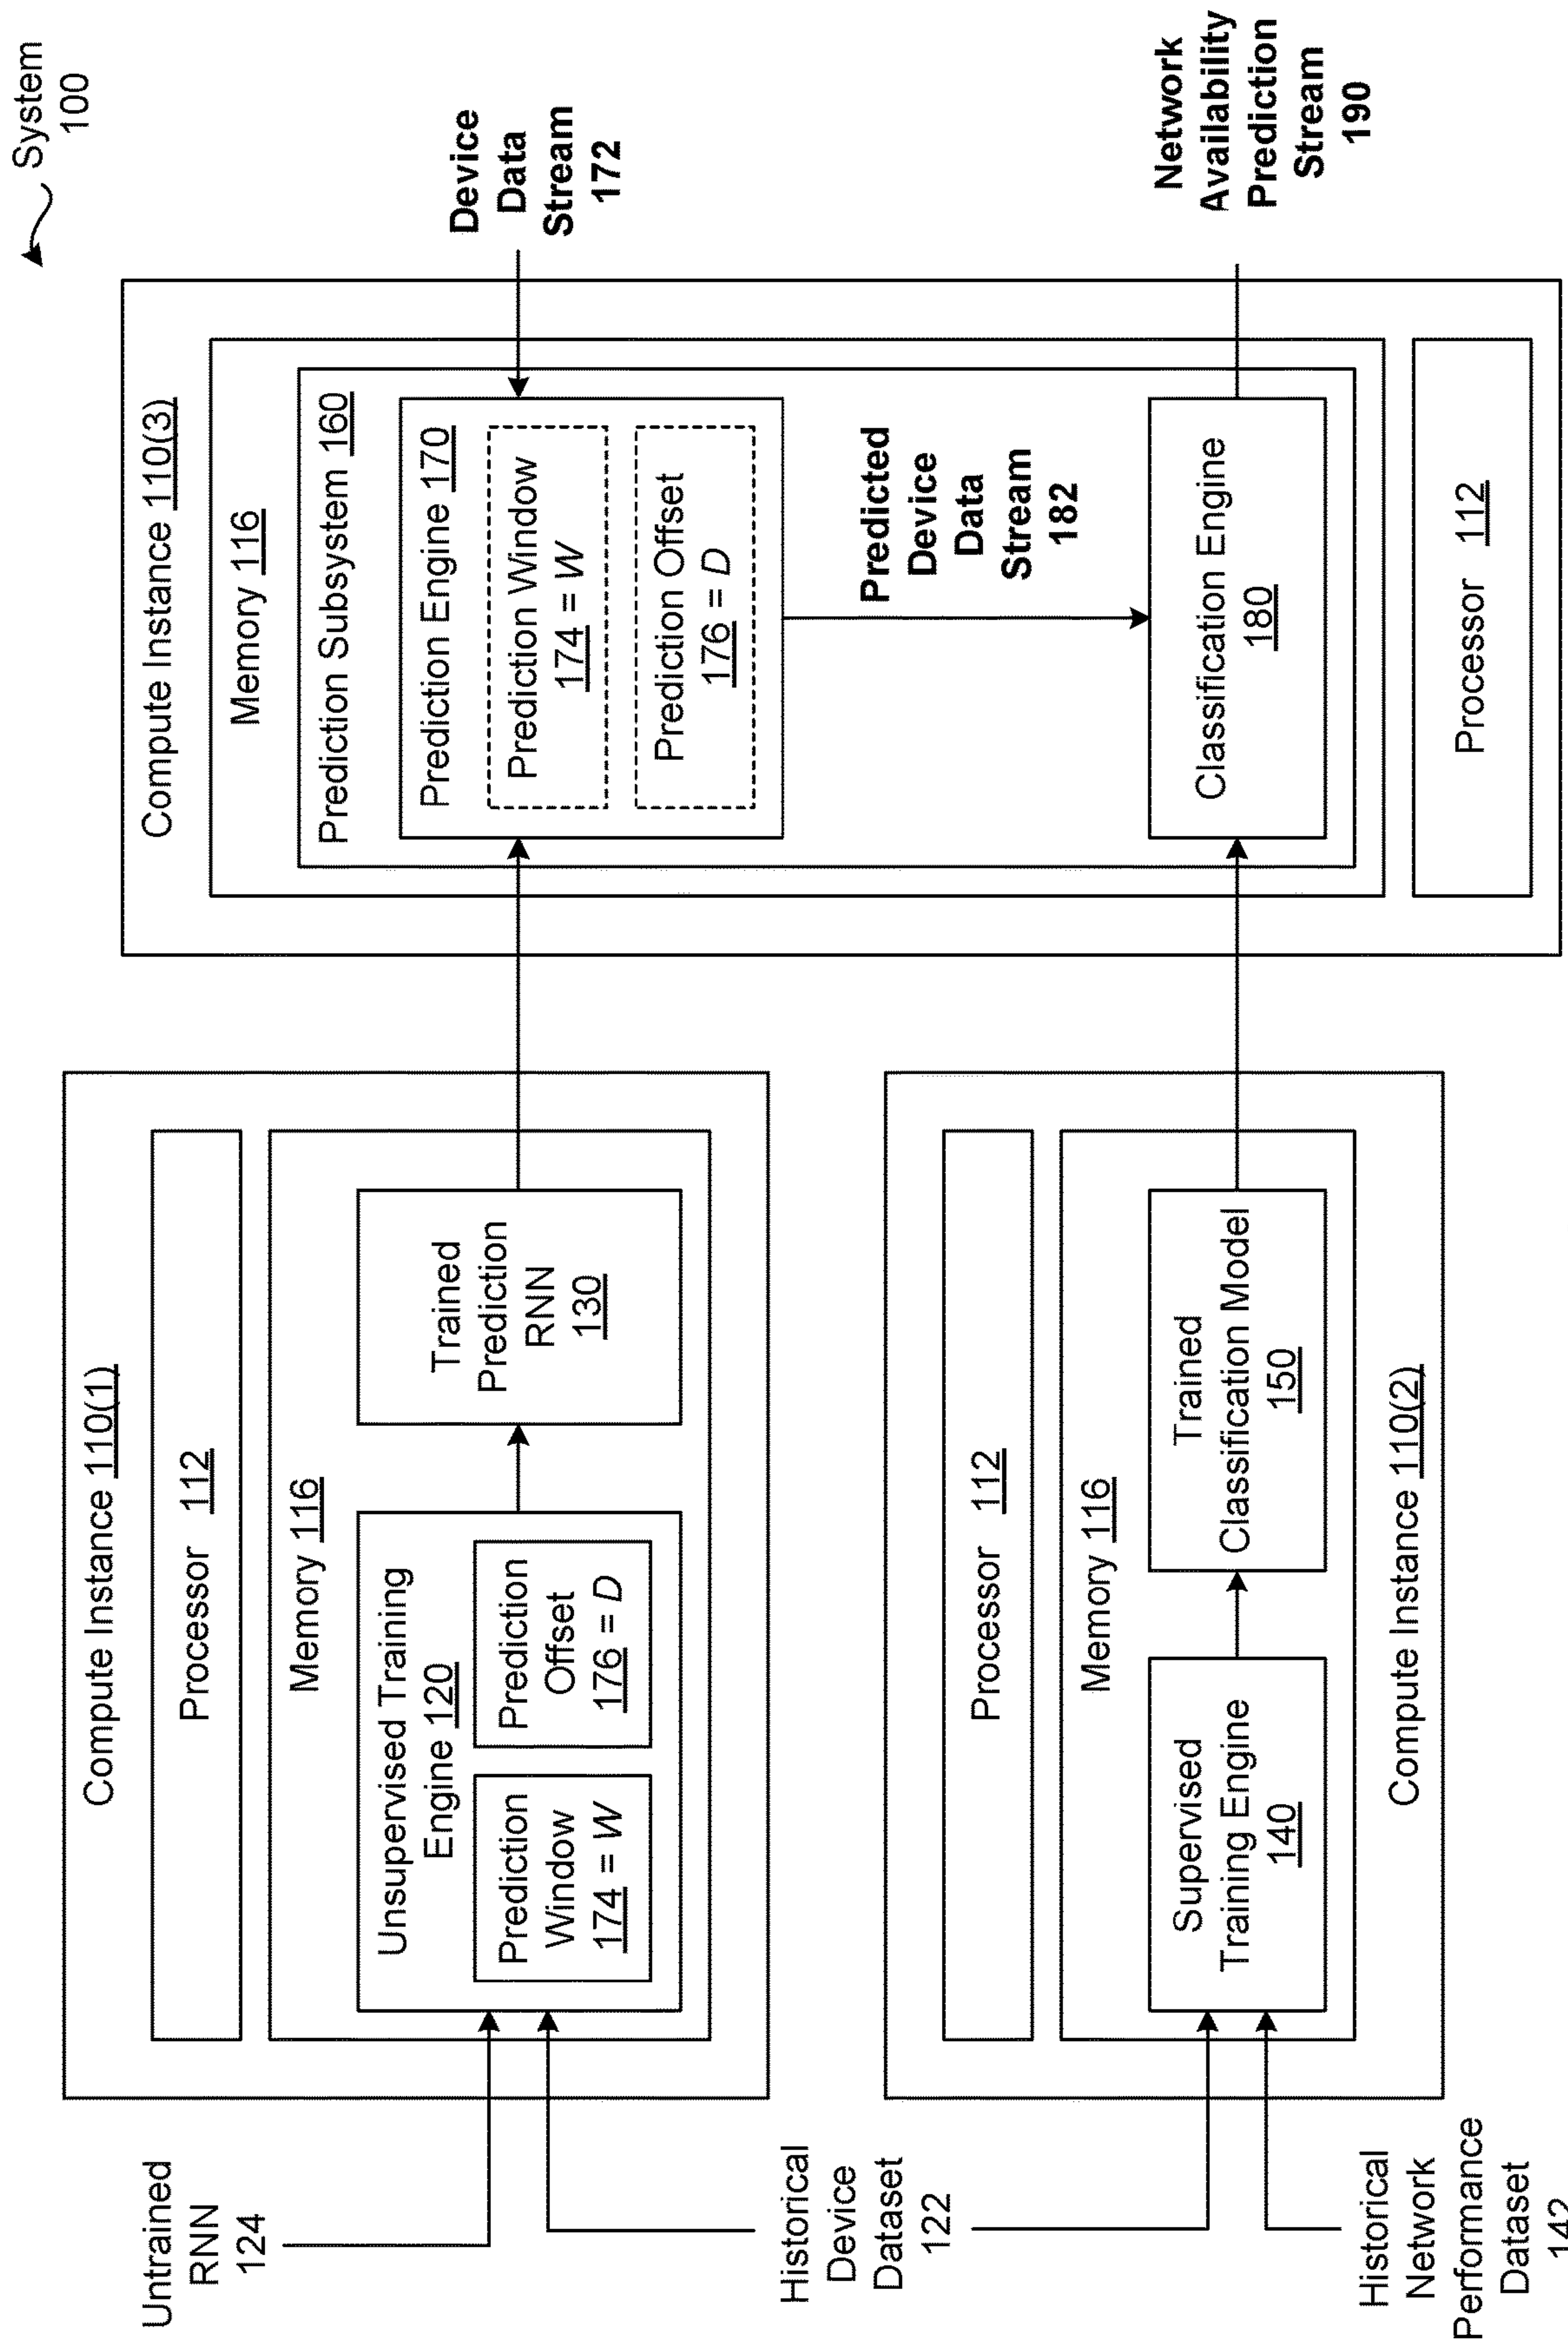 System
100
Compute Instance 110(1)
Processor 112
Memory 116
Unsupervised Training
Engine 120
Prediction
Window
174 = W
Prediction
Offset
176 = D
Trained
Prediction
RNN
130
Untrained
RNN
124
Historical
Device
Dataset
122
Historical
Network
Performance
Dataset
142
Processor 112
Memory 116
Supervised
Training Engine
140
Trained
Classification Model
150
Compute Instance 110(2)
Compute Instance 110(3)
Memory 116
Prediction Subsystem 160
Prediction Engine 170
Prediction Window
174 = W
Prediction Offset
176 = D
Predicted
Device
Data
Stream
182
Classification Engine
180
Processor 112
Device
Data
Stream
172
Network
Availability
Prediction
Stream
190